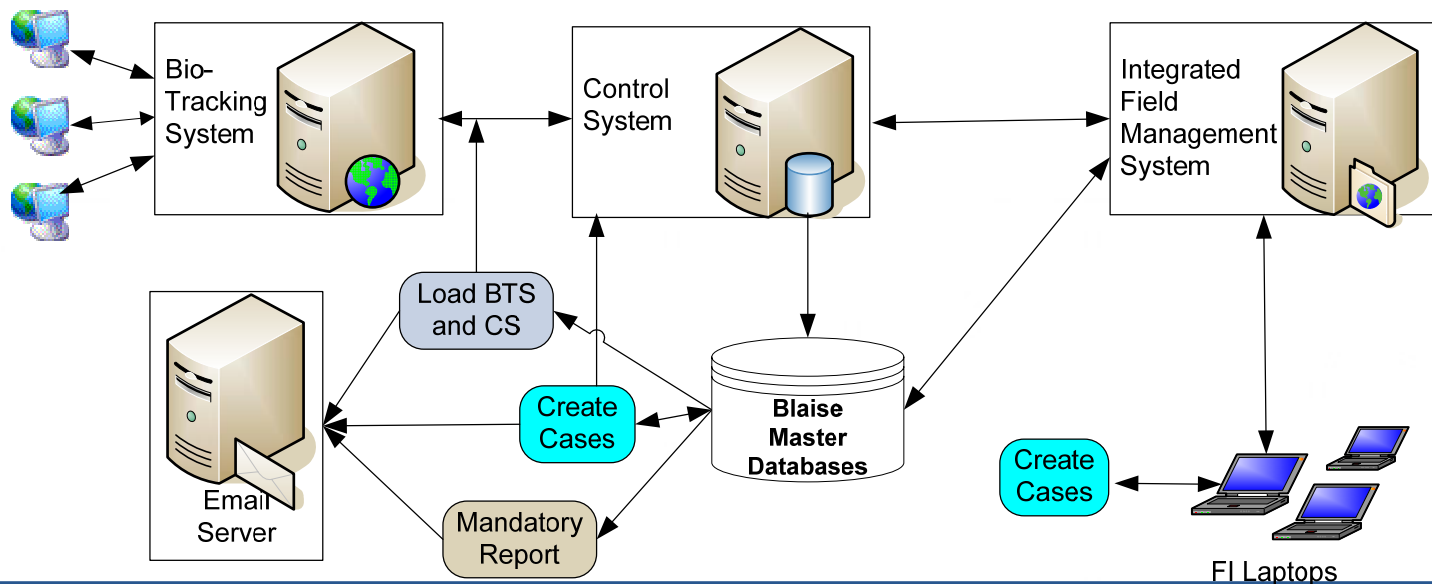 Bio-
Tracking
System
Control
System
Integrated
Field
Management
System
Load BTS
and CS
Create
Cases
Blaise
Master
Databases
Email
Server
Mandatory
Report
Create
Cases
FI Laptops